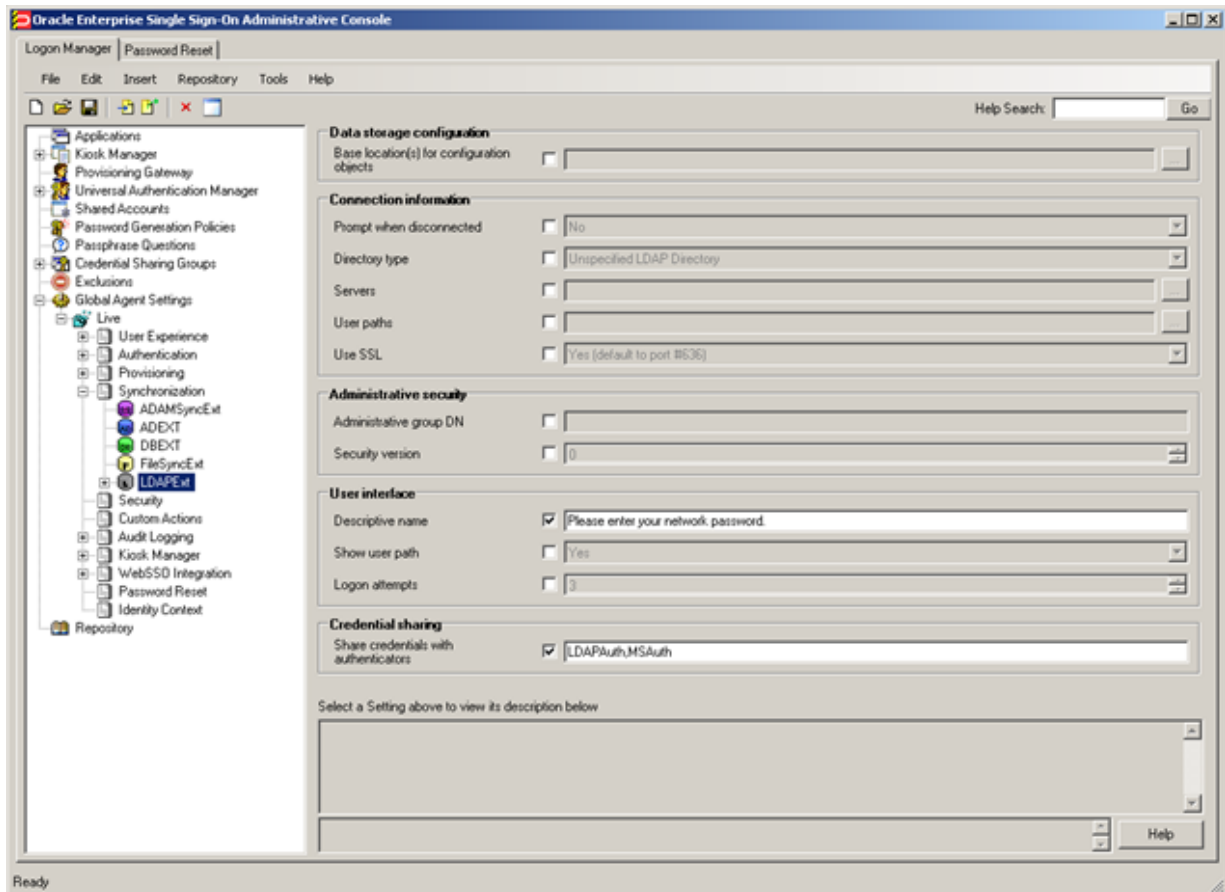 Oracle Enterprise Single Sign-On Administrative Console
Logon Manager Password Reset
File Edit Insert Repository Tools Help
Help Search: Go
Applications
Kiosk Manager
Provisioning Gateway
Universal Authentication Manager
Shared Accounts
Password Generation Policies
Passphrase Questions
Credential Sharing Groups
Exclusions
Global Agent Settings
Live
User Experience
Authentication
Provisioning
Synchronization
ADAMSyncExt
ADEXT
DBEXT
FileSyncExt
LDAPExt
Security
Custom Actions
Audit Logging
Kiosk Manager
WebSSO Integration
Password Reset
Identity Context
Repository
Data storage configuration
Base location(s) for configuration
objects
...
Connection information
Prompt when disconnected No
Directory type Unspecified LDAP Directory
Servers ...
User paths ...
Use SSL Yes (default to port #636)
Administrative security
Administrative group DN
Security version 0
User interface
Descriptive name Please enter your network password.
Show user path Yes
Logon attempts 3
Credential sharing
Share credentials with
authenticators
LDAPAuth,MSAuth
Select a Setting above to view its description below
Help
Ready